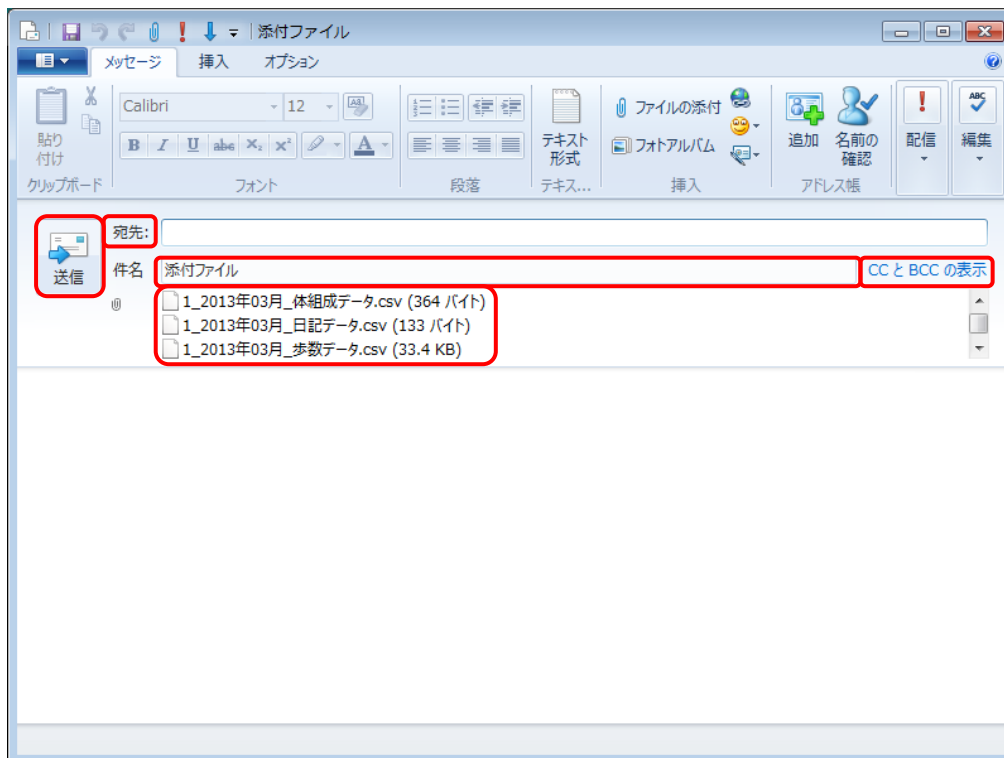 添付ファイル
メッセージ 挿入 オプション
貼り付け
クリップボード
Calibri 12
B I U abc X₂ X² A
フォント
段落
テキスト形式
テキス...
ファイルの添付
フォトアルバム
挿入
追加 名前の確認
アドレス帳
配信
ABC
編集
送信
宛先:
件名 添付ファイル CC と BCC の表示
1_2013年03月_体組成データ.csv (364 バイト)
1_2013年03月_日記データ.csv (133 バイト)
1_2013年03月_歩数データ.csv (33.4 KB)